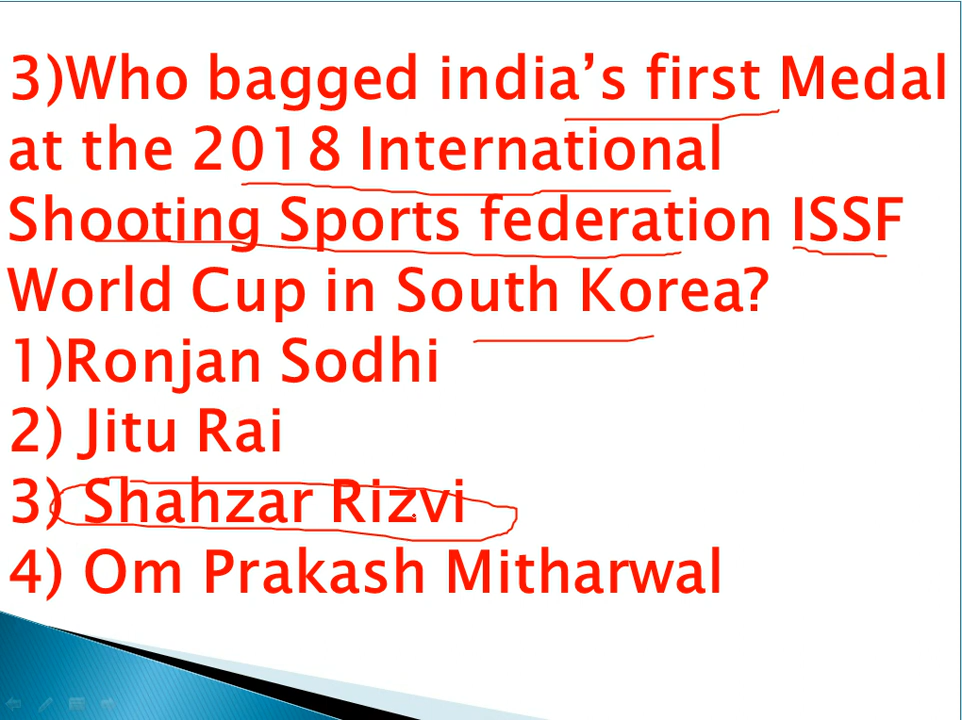 3)Who bagged india’s first Medal
at the 2018 International
Shooting Sports federation ISSF
World Cup in South Korea?
1)Ronjan Sodhi
2) Jitu Rai
3) Shahzar Rizvi
4) Om Prakash Mitharwal